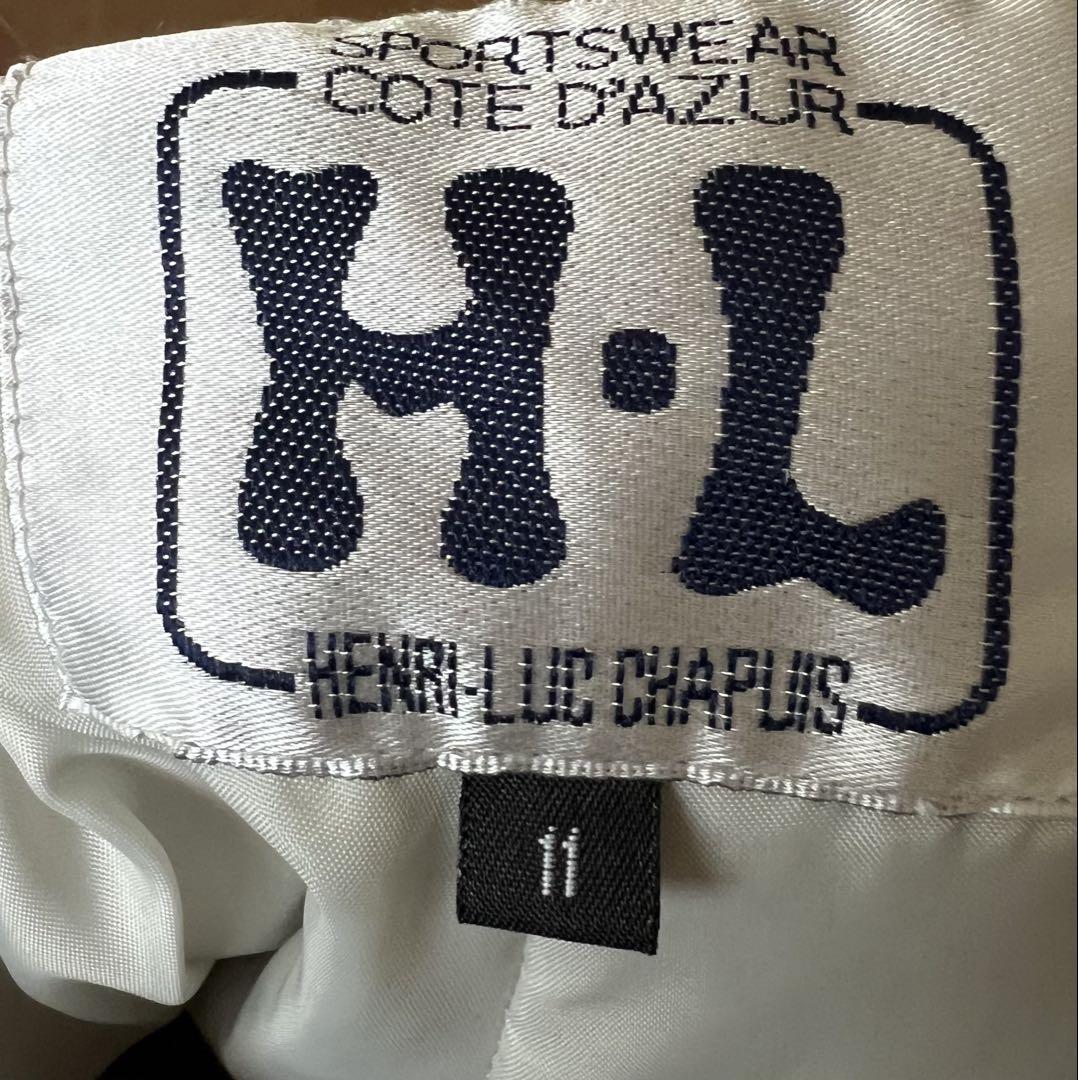 SPORTSWEAR
COTE D'AZUR
H·L
HENRI-LUC CHAPUIS
11